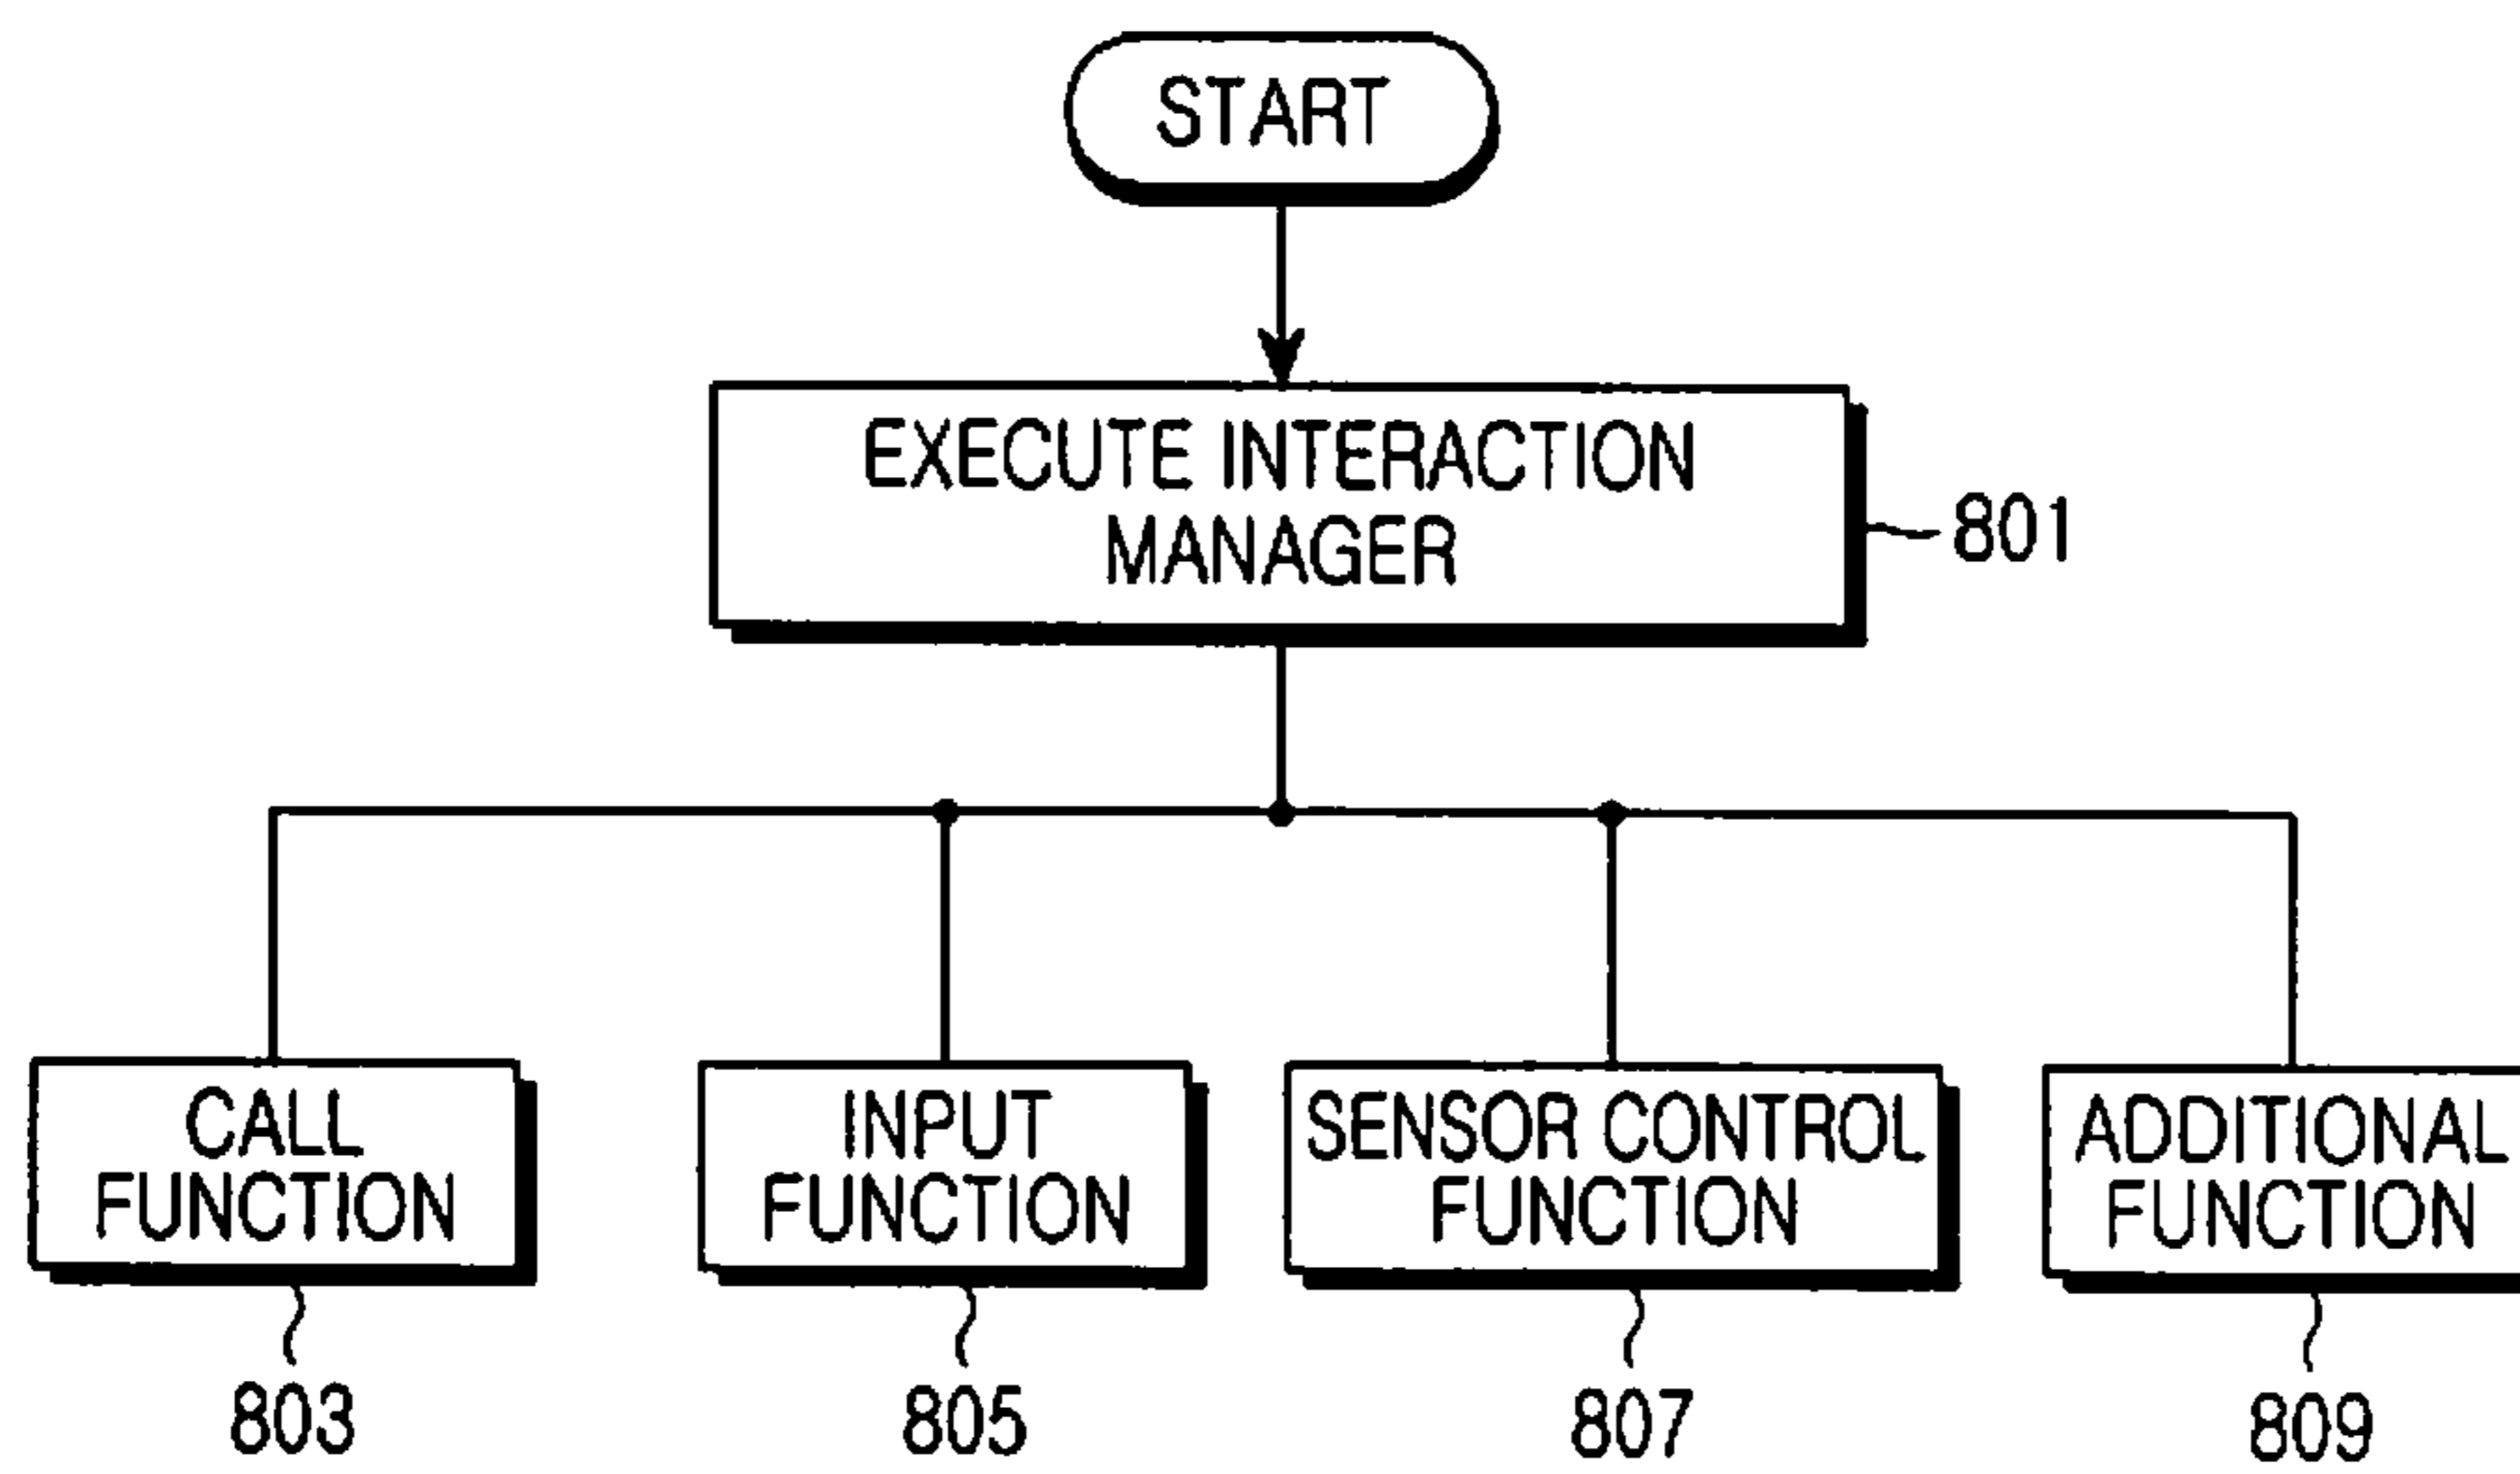 START
EXECUTE INTERACTION
MANAGER
801
CALL
FUNCTION
INPUT
FUNCTION
SENSOR CONTROL
FUNCTION
ADDITIONAL
FUNCTION
803
805
807
809